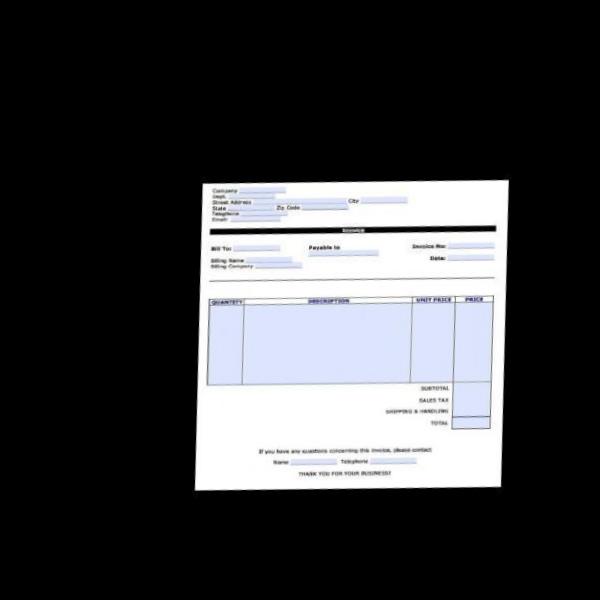 Company
Dept.
Street Address City
State Zip Code
Telephone
Email
INVOICE
Bill To: Payable to Invoice No:
Date:
Billing Name
Billing Company
QUANTITY DESCRIPTION UNIT PRICE PRICE
SUBTOTAL
SALES TAX
SHIPPING & HANDLING
TOTAL
If you have any questions concerning this invoice, please contact
Name Telephone
THANK YOU FOR YOUR BUSINESS!